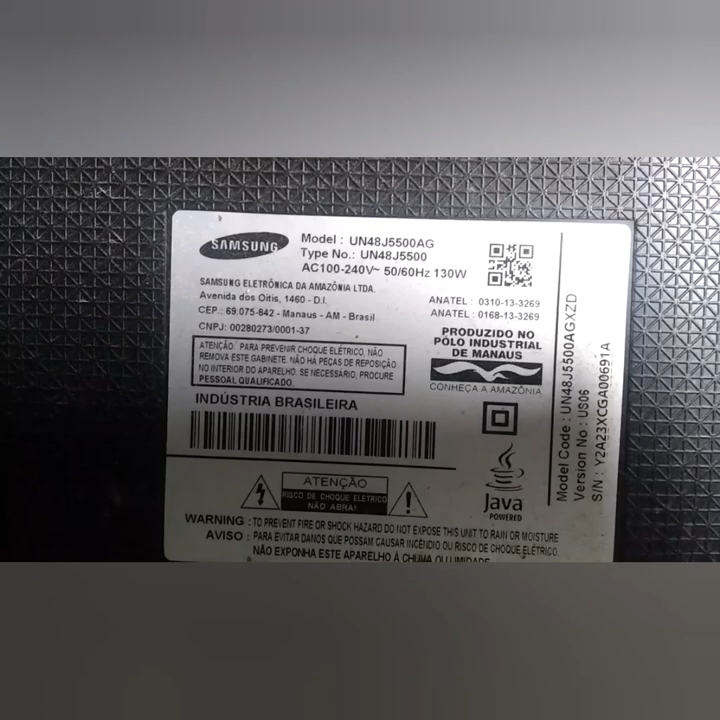 SAMSUNG
Model : UN48J5500AG
Type No.: UN48J5500
AC100-240V~ 50/60Hz 130W
SAMSUNG ELETRÔNICA DA AMAZÔNIA LTDA.
Avenida dos Oitis, 1460 - D.I.
CEP.: 69.075-842 - Manaus - AM - Brasil
CNPJ: 00280273/0001-37
ANATEL : 0310-13-3269
ANATEL : 0168-13-3269
PRODUZIDO NO
PÓLO INDUSTRIAL
DE MANAUS
CONHEÇA A AMAZÔNIA
ATENÇÃO: PARA PREVENIR CHOQUE ELÉTRICO, NÃO
REMOVA ESTE GABINETE. NÃO HÁ PEÇAS DE REPOSIÇÃO
NO INTERIOR DO APARELHO. SE NECESSÁRIO, PROCURE
PESSOAL QUALIFICADO.
INDÚSTRIA BRASILEIRA
ATENÇÃO
RISCO DE CHOQUE ELÉTRICO
NÃO ABRA!
Java
POWERED
WARNING : TO PREVENT FIRE OR SHOCK HAZARD DO NOT EXPOSE THIS UNIT TO RAIN OR MOISTURE
AVISO : PARA EVITAR DANOS QUE POSSAM CAUSAR INCÊNDIO OU RISCO DE CHOQUE ELÉTRICO
NÃO EXPONHA ESTE APARELHO À CHUVA OU UMIDADE
Model Code : UN48J5500AGXZD
Version No : US06
S/N : Y2A23XCGA00691A